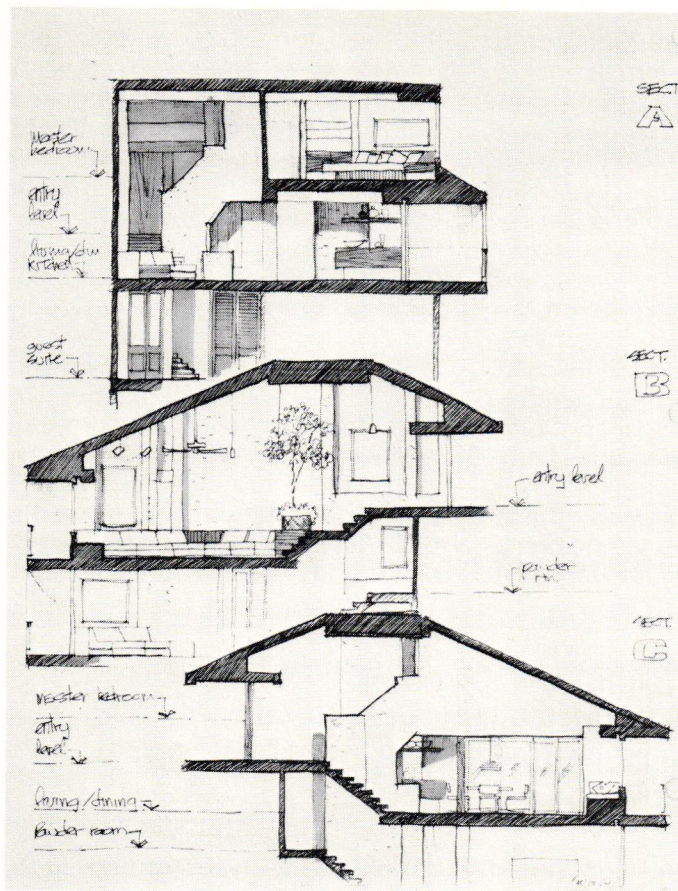 SECT
A
Master
bedroom
entry
level
living/din
kitchen
guest
suite
SECT.
B
entry level
powder
rm.
SECT.
C
master bedroom
entry
level
living/dining
Powder room